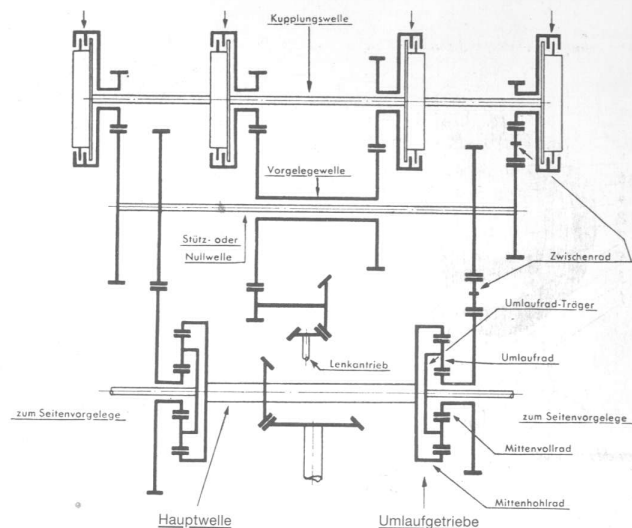 Kupplungswelle
Vorgelegewelle
Stütz- oder
Nullwelle
Zwischenrad
Umlaufrad-Träger
Umlaufrad
Lenkantrieb
zum Seitenvorgelege
zum Seitenvorgelege
Mittenvollrad
Mittenhohlrad
Hauptwelle
Umlaufgetriebe